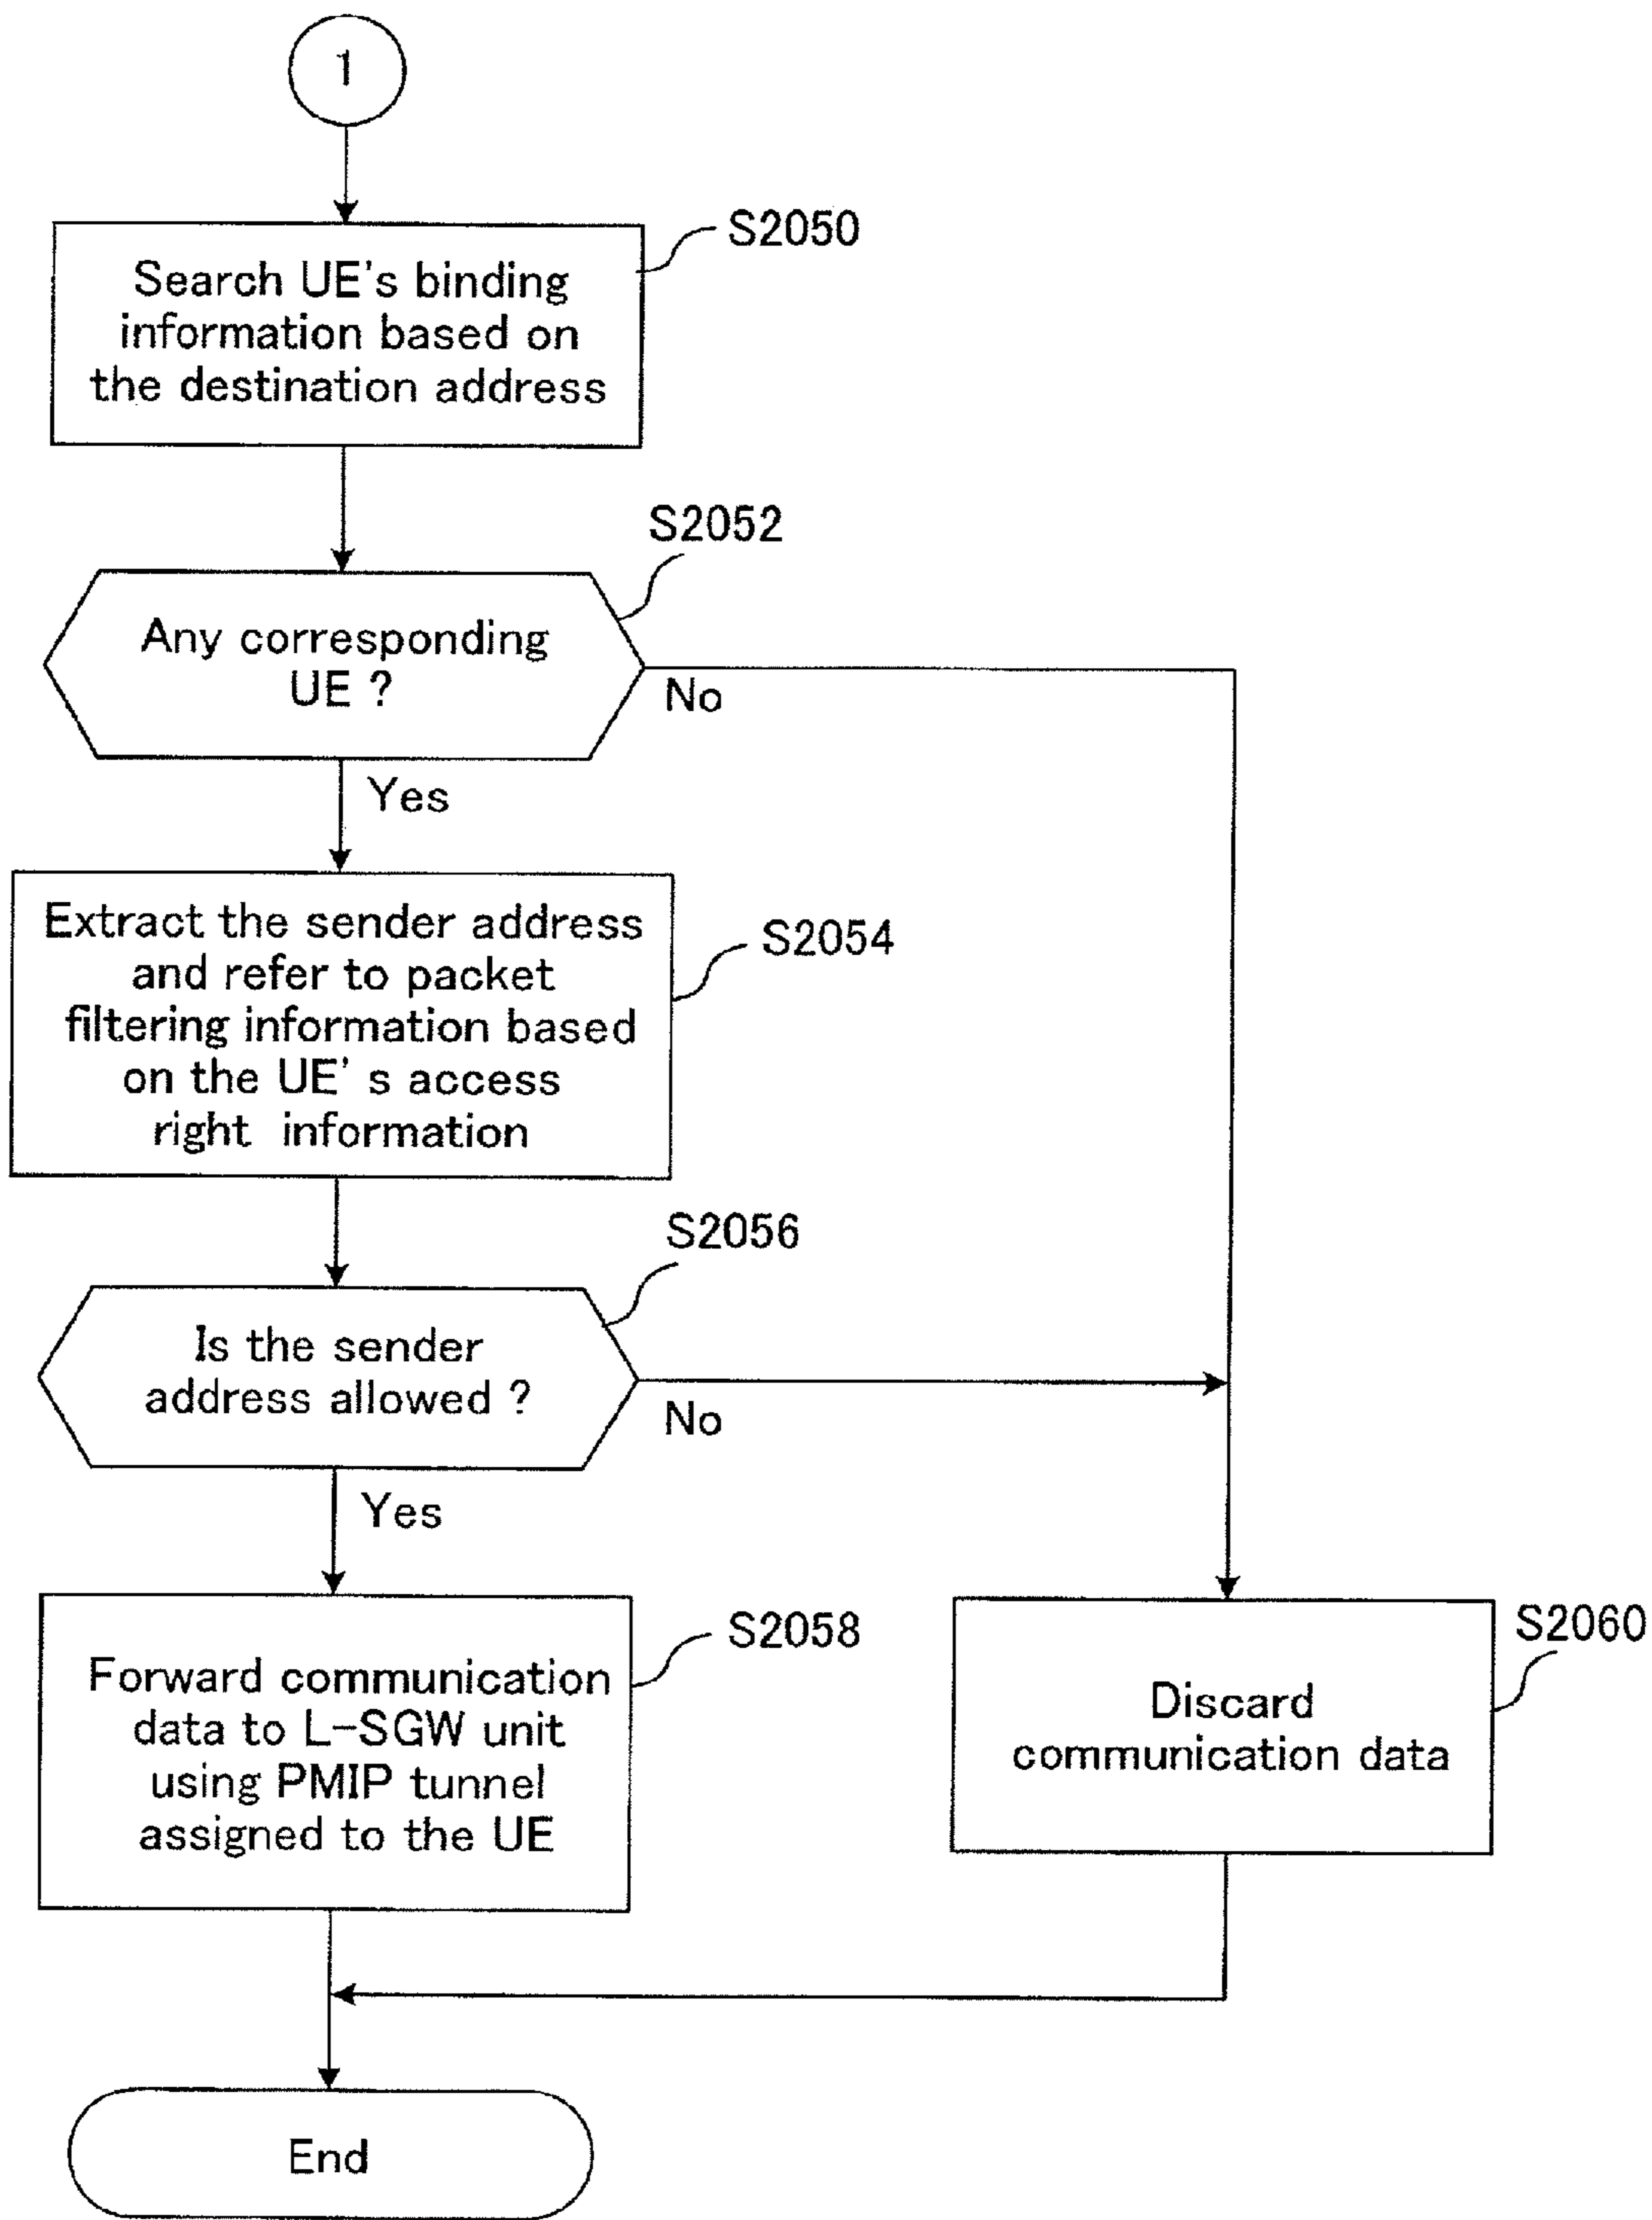 1
S2050
Search UE's binding
information based on
the destination address
S2052
Any corresponding
UE ?
No
Yes
Extract the sender address
and refer to packet
filtering information based
on the UE' s access
right information
S2054
S2056
Is the sender
address allowed ?
No
Yes
S2058
Forward communication
data to L-SGW unit
using PMIP tunnel
assigned to the UE
S2060
Discard
communication data
End